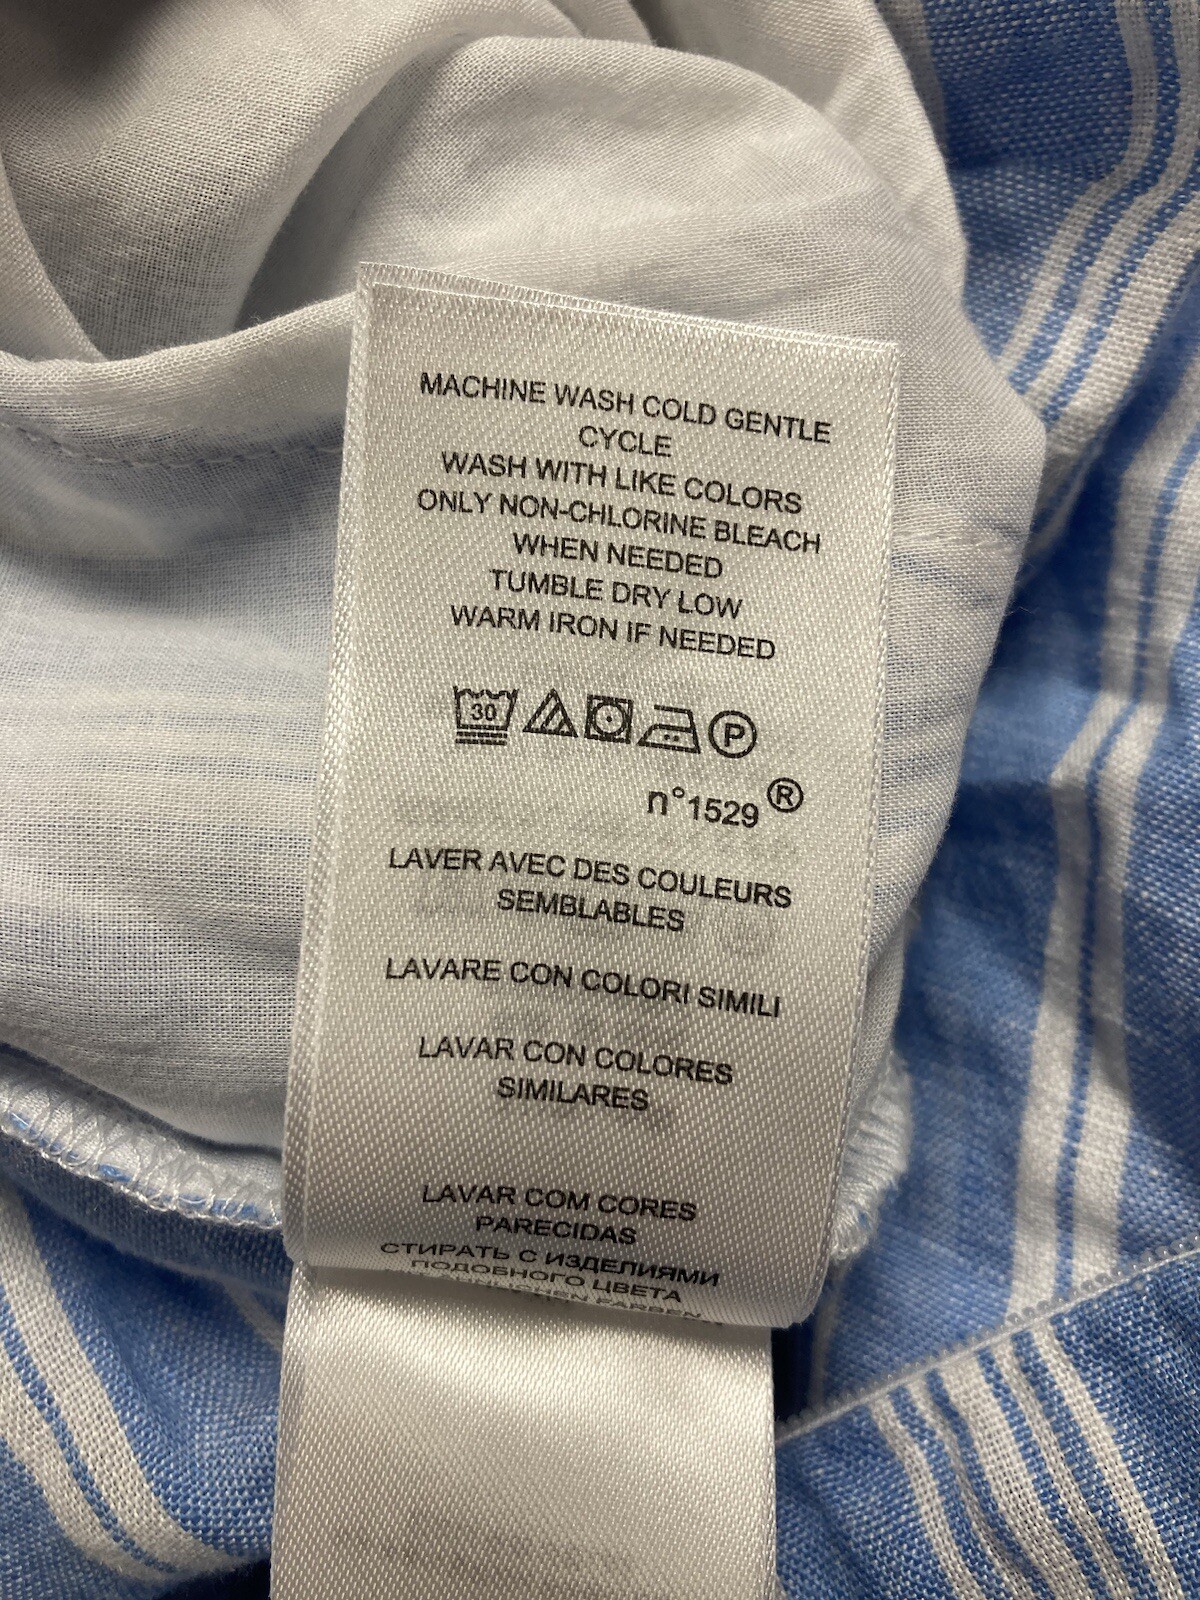 MACHINE WASH COLD GENTLE
CYCLE
WASH WITH LIKE COLORS
ONLY NON-CHLORINE BLEACH
WHEN NEEDED
TUMBLE DRY LOW
WARM IRON IF NEEDED
30 P
n°1529®
LAVER AVEC DES COULEURS
SEMBLABLES
LAVARE CON COLORI SIMILI
LAVAR CON COLORES
SIMILARES
LAVAR COM CORES
PARECIDAS
СТИРАТЬ С ИЗДЕЛИЯМИ
ПОДОБНОГО ЦВЕТА
FARBEN